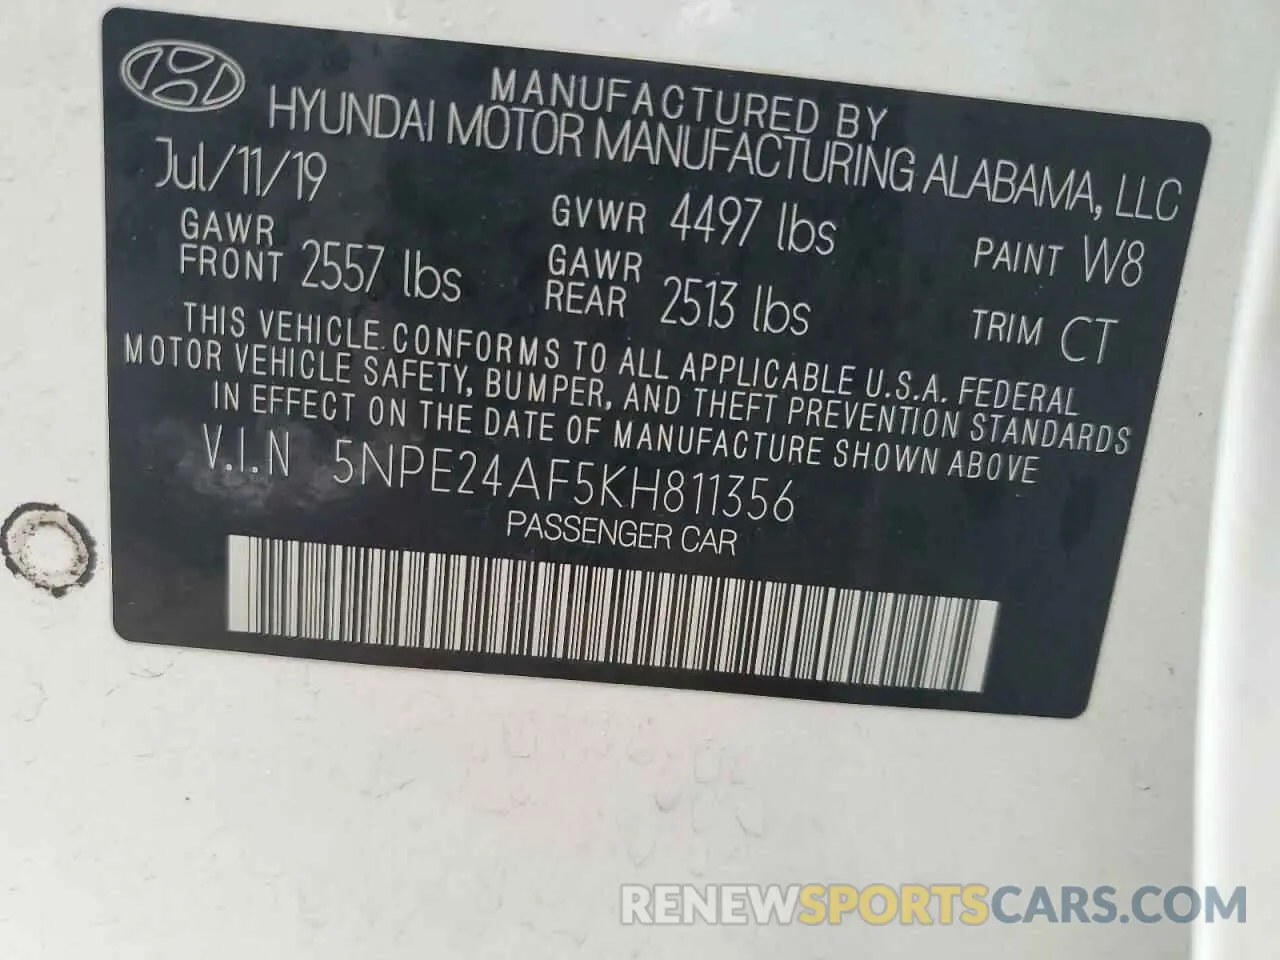 MANUFACTURED BY
HYUNDAI MOTOR MANUFACTURING ALABAMA, LLC
Jul/11/19
GVWR 4497 lbs
PAINT W8
GAWR FRONT 2557 lbs
GAWR REAR 2513 lbs
TRIM CT
THIS VEHICLE CONFORMS TO ALL APPLICABLE U.S.A. FEDERAL
MOTOR VEHICLE SAFETY, BUMPER, AND THEFT PREVENTION STANDARDS
IN EFFECT ON THE DATE OF MANUFACTURE SHOWN ABOVE
V.I.N 5NPE24AF5KH811356
PASSENGER CAR
RENEWSPORTSCARS.COM